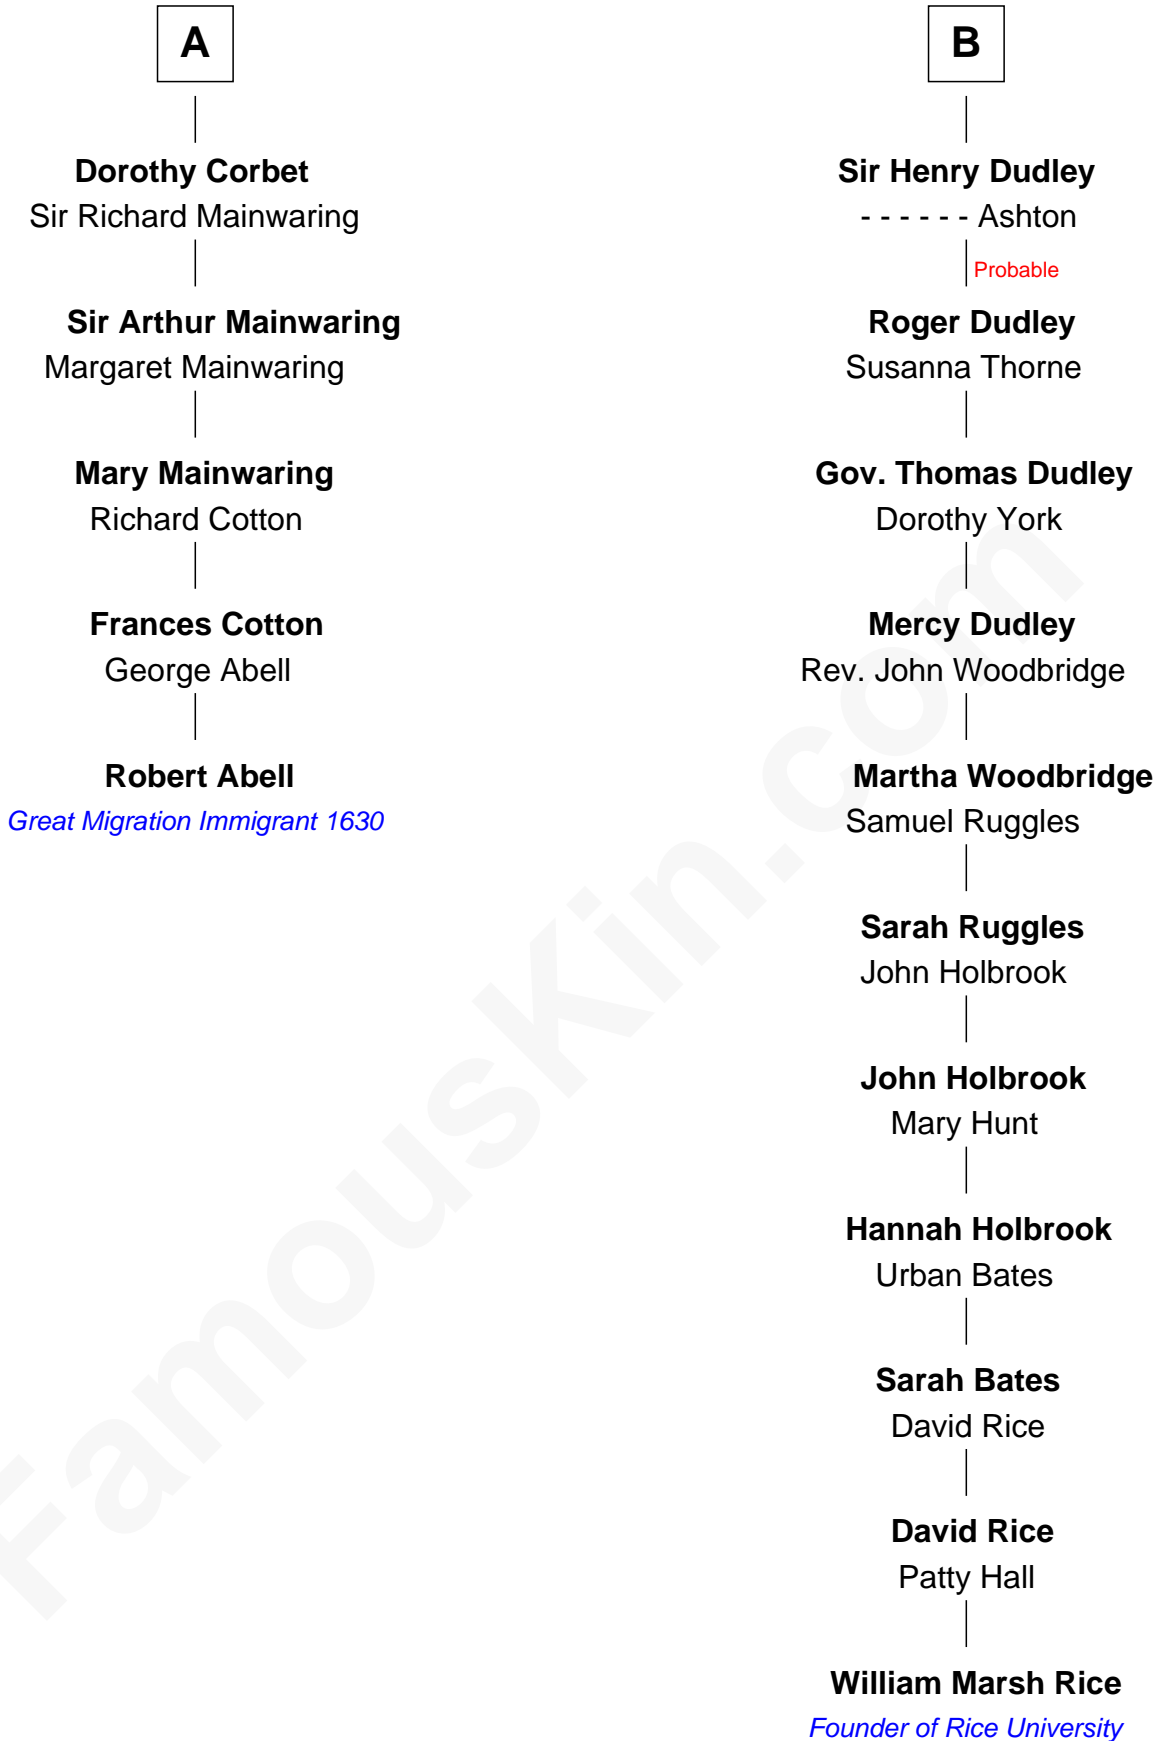 A
Dorothy Corbet
Sir Richard Mainwaring
Sir Arthur Mainwaring
Margaret Mainwaring
Mary Mainwaring
Richard Cotton
Frances Cotton
George Abell
Robert Abell
Great Migration Immigrant 1630
B
Sir Henry Dudley
- - - - - - Ashton
Probable
Roger Dudley
Susanna Thorne
Gov. Thomas Dudley
Dorothy York
Mercy Dudley
Rev. John Woodbridge
Martha Woodbridge
Samuel Ruggles
Sarah Ruggles
John Holbrook
John Holbrook
Mary Hunt
Hannah Holbrook
Urban Bates
Sarah Bates
David Rice
David Rice
Patty Hall
William Marsh Rice
Founder of Rice University
FamousKin.com